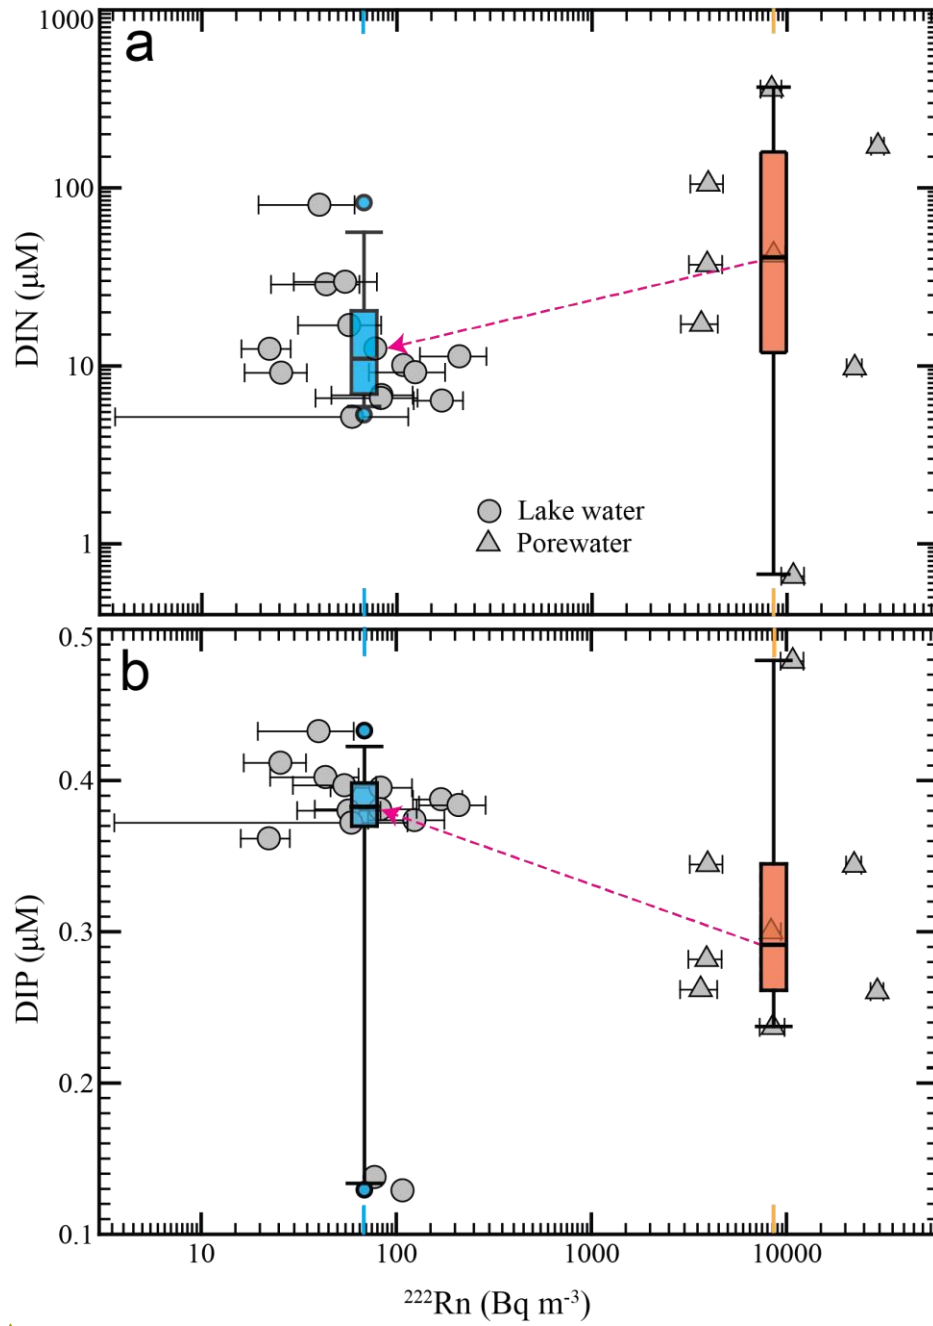 a
1000
100
10
1
DIN (μM)
Lake water
Porewater
b
0.5
0.4
0.3
0.2
0.1
DIP (μM)
10 100 1000 10000
²²²Rn (Bq m⁻³)